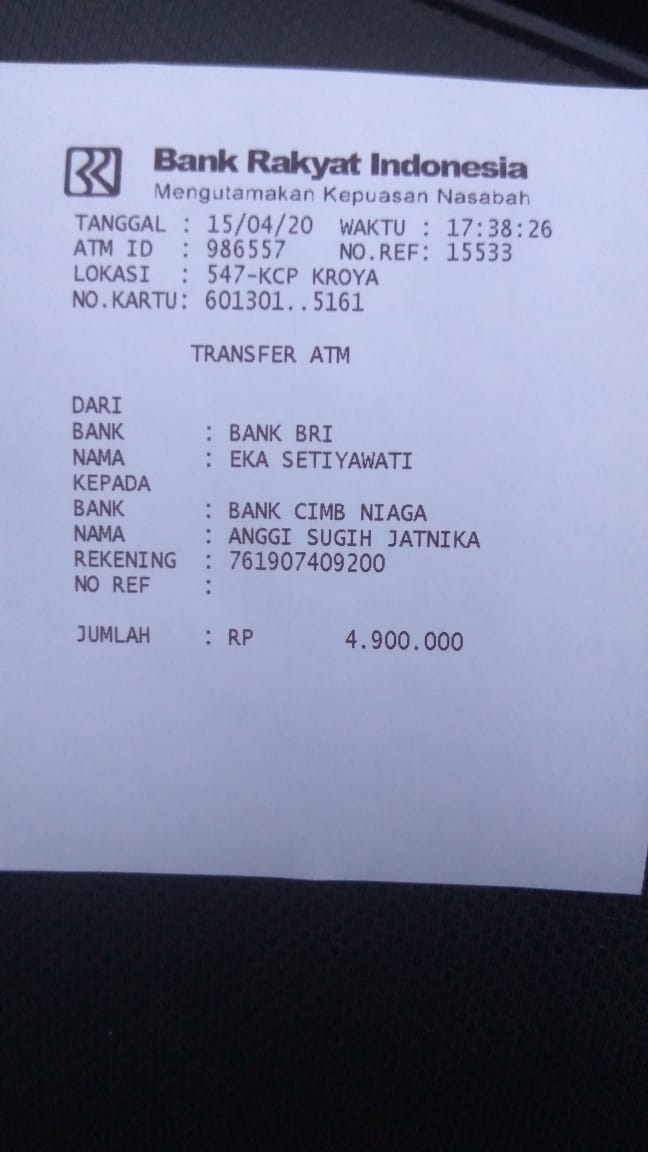 Bank Rakyat Indonesia
Mengutamakan Kepuasan Nasabah
TANGGAL : 15/04/20 WAKTU : 17:38:26
ATM ID : 986557 NO.REF: 15533
LOKASI : 547-KCP KROYA
NO.KARTU: 601301..5161
TRANSFER ATM
DARI
BANK : BANK BRI
NAMA : EKA SETIYAWATI
KEPADA
BANK : BANK CIMB NIAGA
NAMA : ANGGI SUGIH JATNIKA
REKENING : 761907409200
NO REF :
JUMLAH : RP 4.900.000